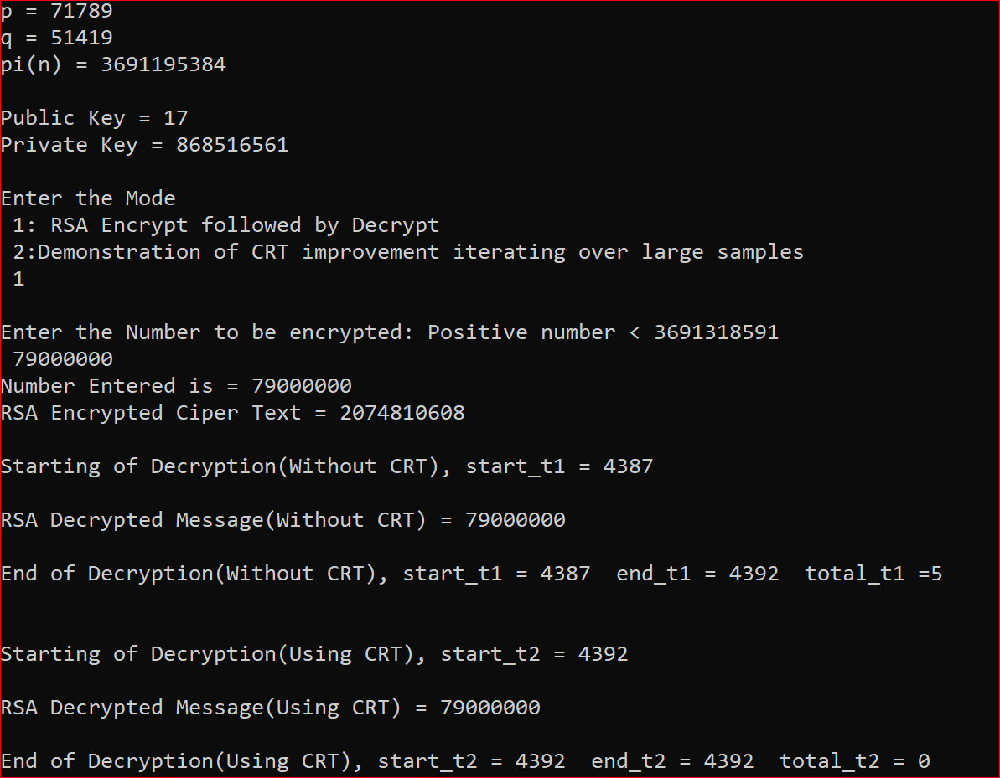 p = 71789
q = 51419
pi(n) = 3691195384
Public Key = 17
Private Key = 868516561
Enter the Mode
1: RSA Encrypt followed by Decrypt
2:Demonstration of CRT improvement iterating over large samples
1
Enter the Number to be encrypted: Positive number < 3691318591
79000000
Number Entered is = 79000000
RSA Encrypted Ciper Text = 2074810608
Starting of Decryption(Without CRT), start_t1 = 4387
RSA Decrypted Message(Without CRT) = 79000000
End of Decryption(Without CRT), start_t1 = 4387  end_t1 = 4392  total_t1 =5
Starting of Decryption(Using CRT), start_t2 = 4392
RSA Decrypted Message(Using CRT) = 79000000
End of Decryption(Using CRT), start_t2 = 4392  end_t2 = 4392  total_t2 = 0